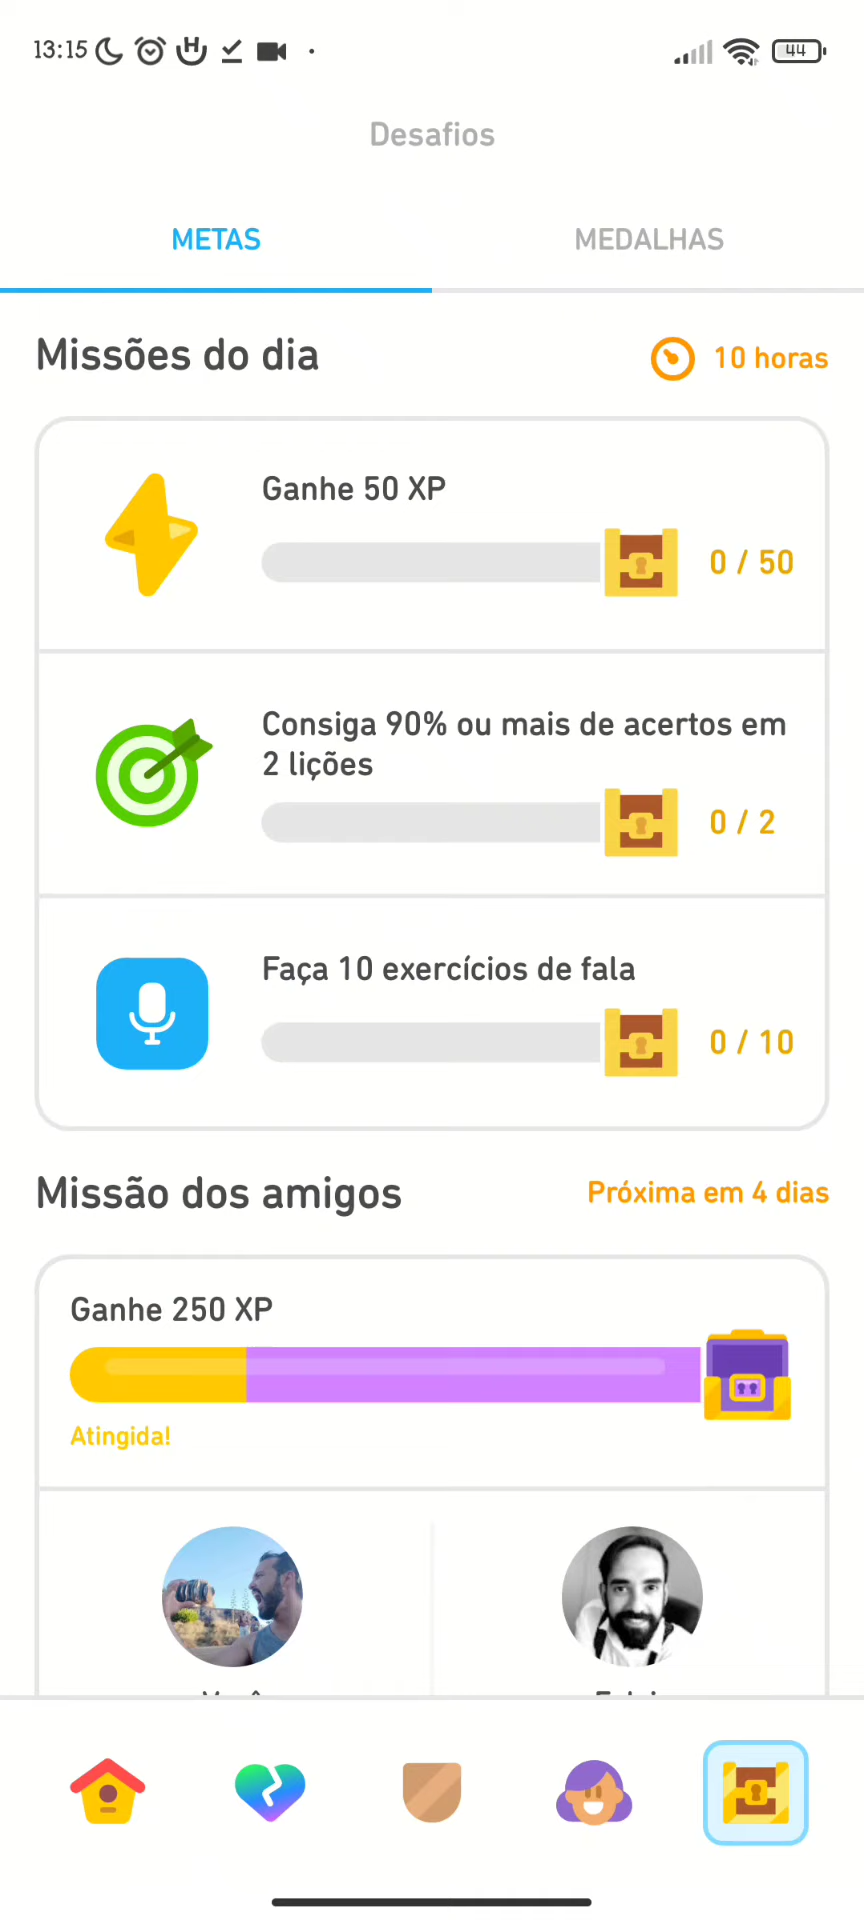 13:15
44
Desafios
METAS
MEDALHAS
Missões do dia
10 horas
Ganhe 50 XP
0 / 50
Consiga 90% ou mais de acertos em
2 lições
0 / 2
Faça 10 exercícios de fala
0 / 10
Missão dos amigos
Próxima em 4 dias
Ganhe 250 XP
Atingida!